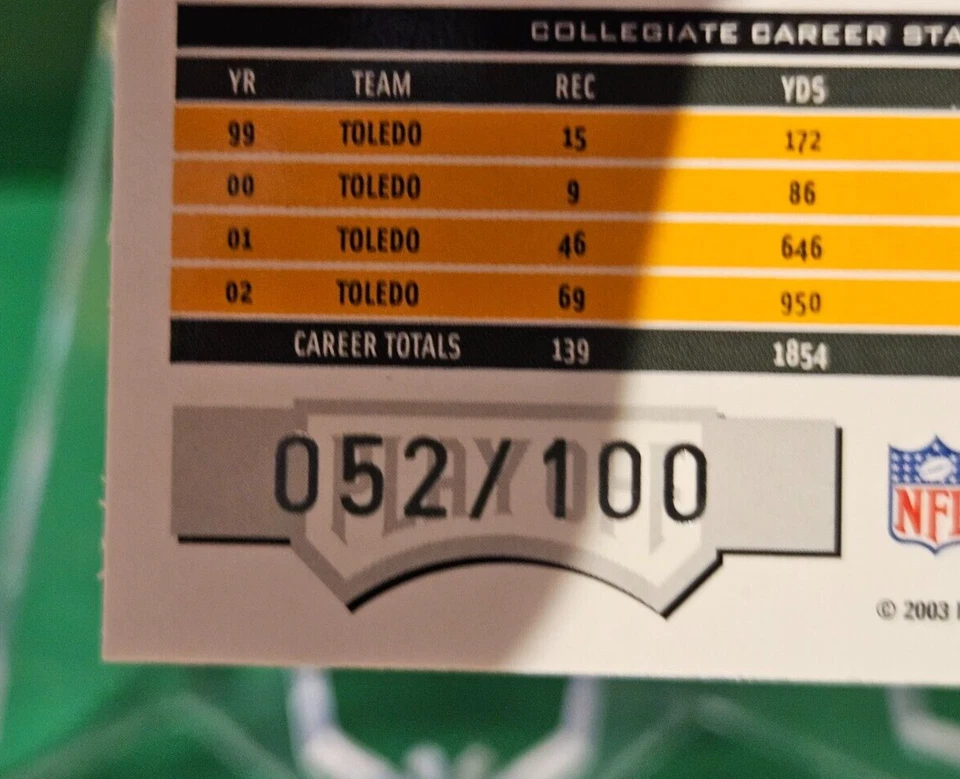 COLLEGIATE CAREER STA
YR TEAM REC YDS
99 TOLEDO 15 172
00 TOLEDO 9 86
01 TOLEDO 46 646
02 TOLEDO 69 950
CAREER TOTALS 139 1854
PLAYOFF
052/100
NFL
© 2003